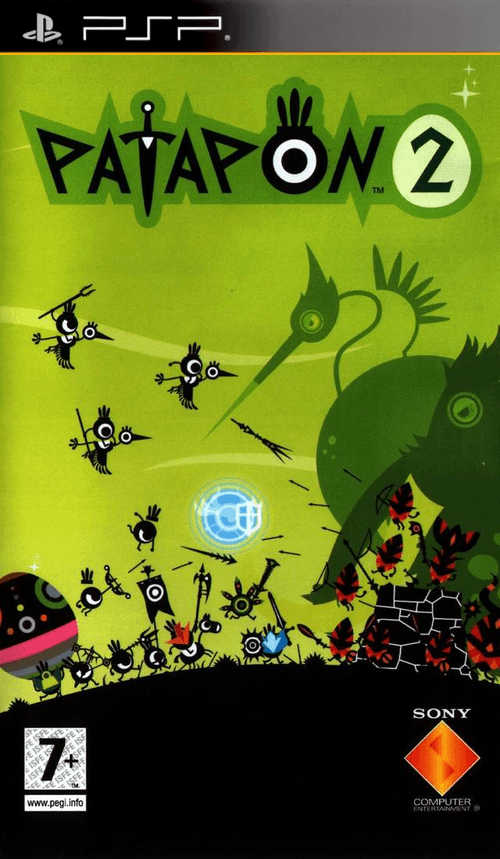 PSP
PATAPON 2
TM
SONY
7+
www.pegi.info
COMPUTER
ENTERTAINMENT ®